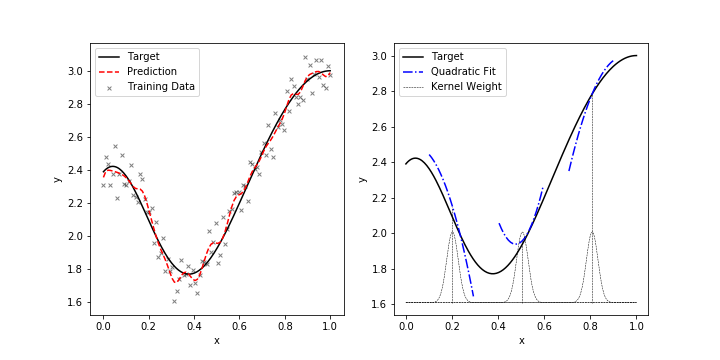 Target
Prediction
Training Data
3.0
2.8
2.6
2.4
2.2
2.0
1.8
1.6
y
0.0 0.2 0.4 0.6 0.8 1.0
x
Target
Quadratic Fit
Kernel Weight
3.0
2.8
2.6
2.4
2.2
2.0
1.8
1.6
y
0.0 0.2 0.4 0.6 0.8 1.0
x